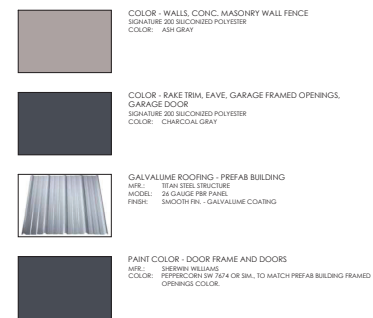 COLOR - WALLS, CONC. MASONRY WALL FENCE
SIGNATURE 200 SILICONIZED POLYESTER
COLOR: ASH GRAY
COLOR - RAKE TRIM, EAVE, GARAGE FRAMED OPENINGS,
GARAGE DOOR
SIGNATURE 200 SILICONIZED POLYESTER
COLOR: CHARCOAL GRAY
GALVALUME ROOFING - PREFAB BUILDING
MFR.: TITAN STEEL STRUCTURE
MODEL: 26 GAUGE PBR PANEL
FINISH: SMOOTH FIN. - GALVALUME COATING
PAINT COLOR - DOOR FRAME AND DOORS
MFR.: SHERWIN WILLIAMS
COLOR: PEPPERCORN SW 7674 OR SIM., TO MATCH PREFAB BUILDING FRAMED
OPENINGS COLOR.